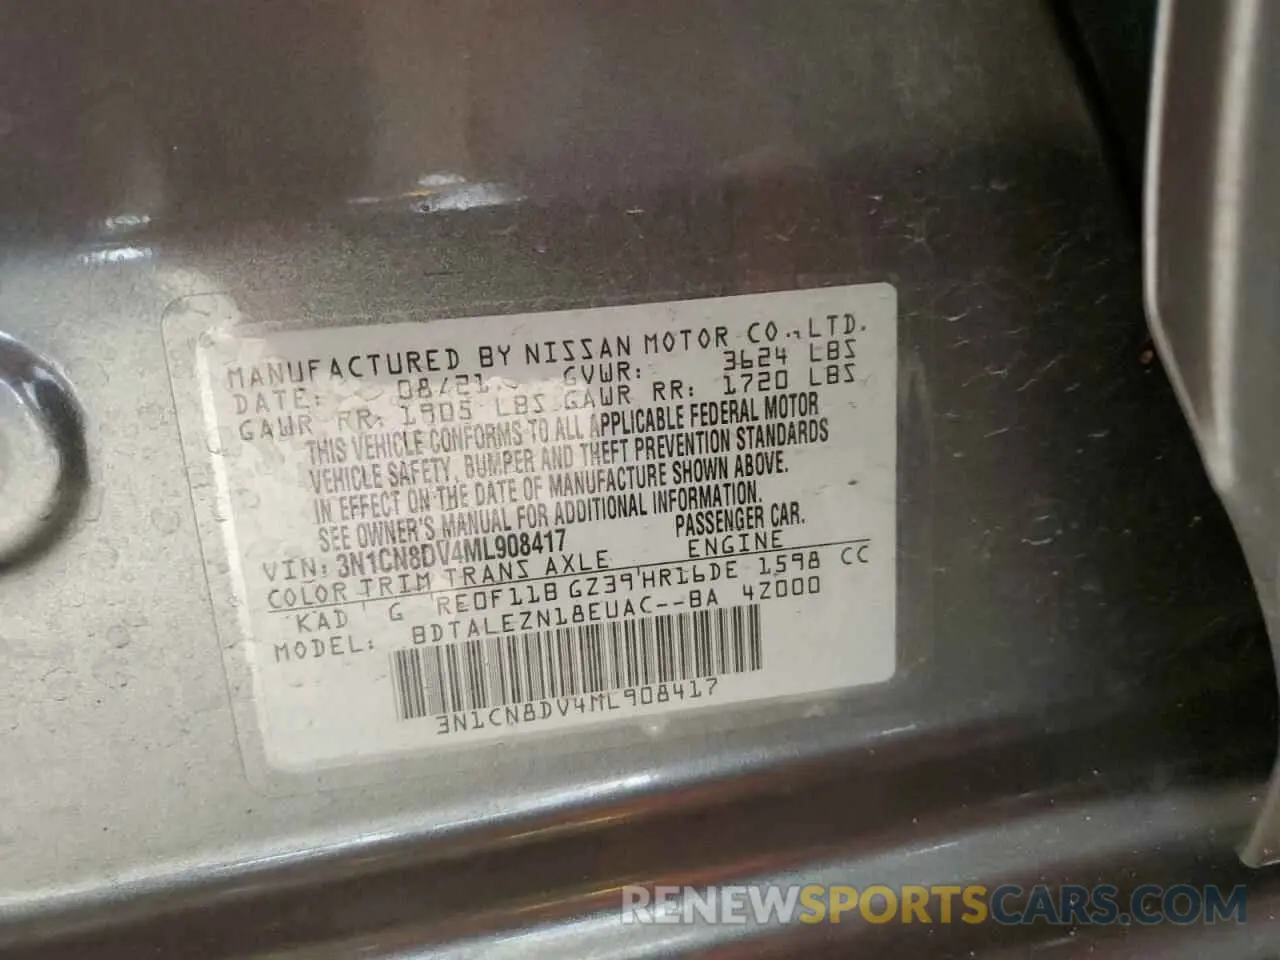 MANUFACTURED BY NISSAN MOTOR CO., LTD.
DATE: 08/21 GVWR: 3624 LBS
GAWR RR: 1905 LBS GAWR RR: 1720 LBS
THIS VEHICLE CONFORMS TO ALL APPLICABLE FEDERAL MOTOR
VEHICLE SAFETY, BUMPER AND THEFT PREVENTION STANDARDS
IN EFFECT ON THE DATE OF MANUFACTURE SHOWN ABOVE.
SEE OWNER'S MANUAL FOR ADDITIONAL INFORMATION.
VIN: 3N1CN8DV4ML908417 PASSENGER CAR.
COLOR TRIM TRANS AXLE ENGINE
KAD G RE0F11B GZ39 HR16DE 1598 CC
MODEL: BDTALEZN18EUAC--BA 4Z000
3N1CN8DV4ML908417
RENEWSPORTSCARS.COM